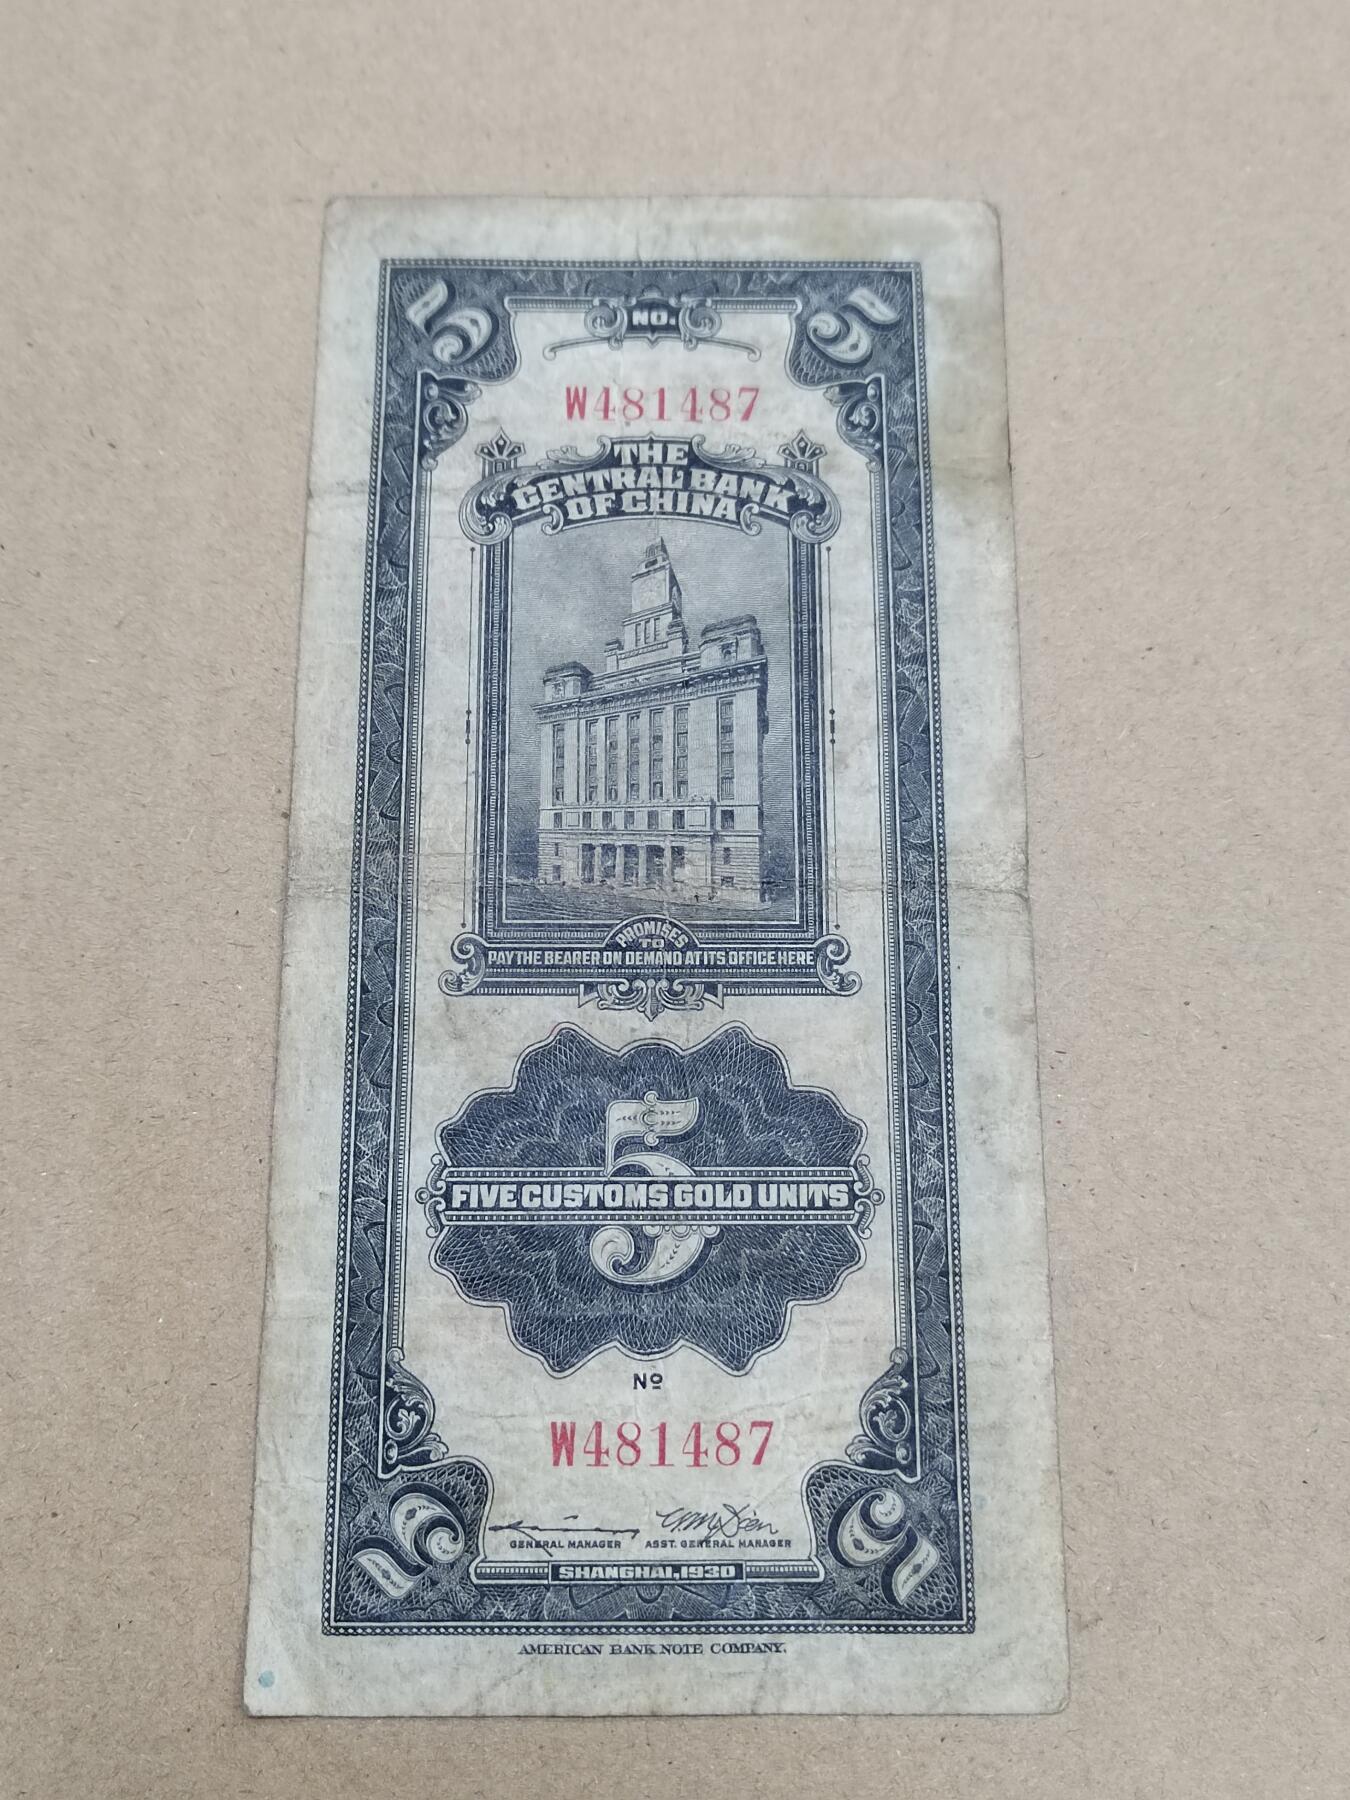 5 5
NO.
W481487
THE
CENTRAL BANK
OF CHINA
PROMISES
TO
PAY THE BEARER ON DEMAND AT ITS OFFICE HERE
5
FIVE CUSTOMS GOLD UNITS
Nº
W481487
GENERAL MANAGER ASST. GENERAL MANAGER
SHANGHAI, 1930
5 5
AMERICAN BANK NOTE COMPANY.